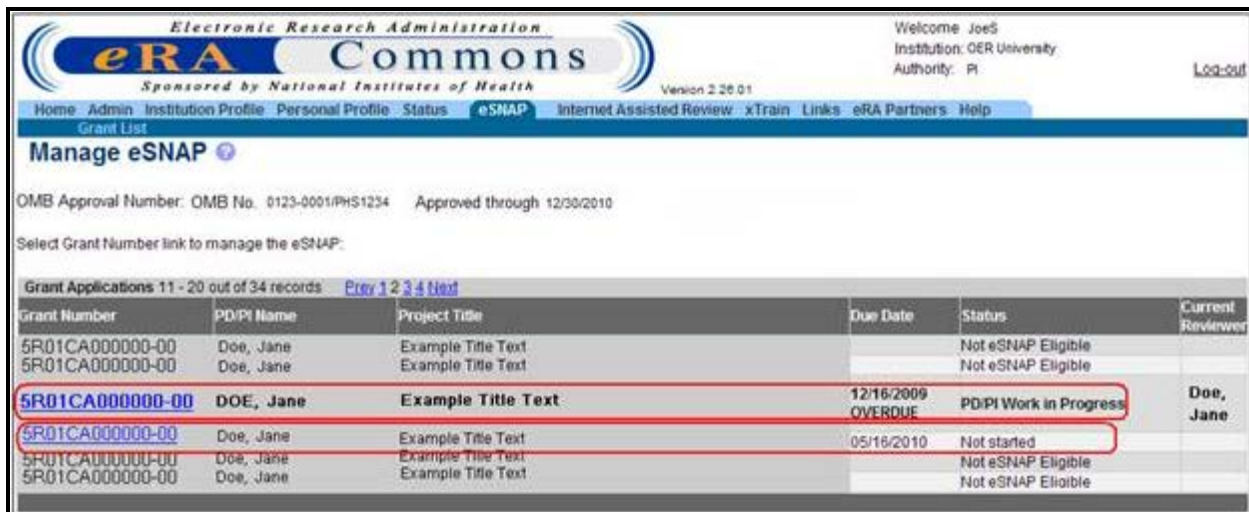 Electronic Research Administration
eRA Commons
Sponsored by National Institutes of Health
Version 2.26.01
Welcome JoeS
Institution: OER University
Authority: PI
Log-out
Home Admin Institution Profile Personal Profile Status eSNAP Internet Assisted Review xTrain Links eRA Partners Help
Grant List
Manage eSNAP ?
OMB Approval Number: OMB No. 0123-0001/PHS1234 Approved through 12/30/2010
Select Grant Number link to manage the eSNAP:
Grant Applications 11 - 20 out of 34 records Prev 1 2 3 4 Next
Grant Number PD/PI Name Project Title Due Date Status Current Reviewer
5R01CA000000-00 Doe, Jane Example Title Text Not eSNAP Eligible
5R01CA000000-00 Doe, Jane Example Title Text Not eSNAP Eligible
5R01CA000000-00 DOE, Jane Example Title Text 12/16/2009 OVERDUE PD/PI Work in Progress Doe, Jane
5R01CA000000-00 Doe, Jane Example Title Text 05/16/2010 Not started
5R01CA000000-00 Doe, Jane Example Title Text Not eSNAP Eligible
5R01CA000000-00 Doe, Jane Example Title Text Not eSNAP Eligible